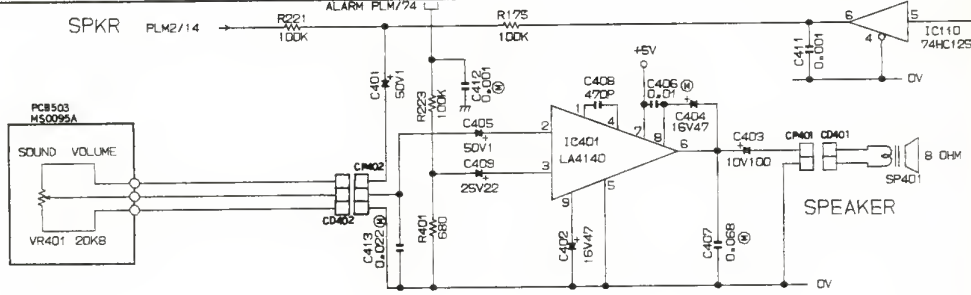 ALARM PLM/74
SPKR
PLM2/14
R221
100K
R175
100K
6
5
4
IC110
74HC125
C411
0.001
0V
C401
50V1
C412
0.001 M
R223
100K
+5V
C408
470P
C406 M
0.01
C404
16V47
PCB503
MS0095A
SOUND VOLUME
VR401 20KB
CP402
CD402
C405
50V1
C409
25V22
1
4
7
8
2
3
6
9
5
IC401
LA4140
C403
10V100
CP401
CD401
8 OHM
SP401
SPEAKER
C413
0.022 M
R401
680
C402
16V47
C407
0.068 M
0V